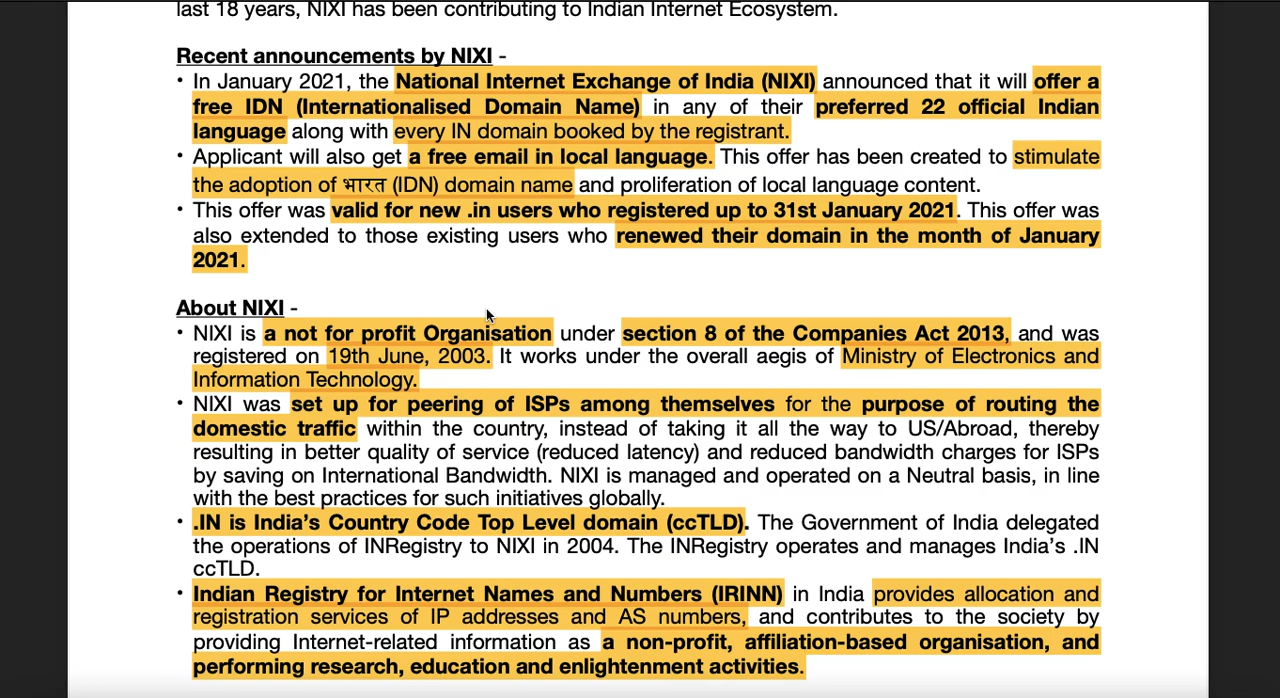 last 18 years, NIXI has been contributing to Indian Internet Ecosystem.
Recent announcements by NIXI -
• In January 2021, the National Internet Exchange of India (NIXI) announced that it will offer a
free IDN (Internationalised Domain Name) in any of their preferred 22 official Indian
language along with every IN domain booked by the registrant.
• Applicant will also get a free email in local language. This offer has been created to stimulate
the adoption of भारत (IDN) domain name and proliferation of local language content.
• This offer was valid for new .in users who registered up to 31st January 2021. This offer was
also extended to those existing users who renewed their domain in the month of January
2021.
About NIXI -
• NIXI is a not for profit Organisation under section 8 of the Companies Act 2013, and was
registered on 19th June, 2003. It works under the overall aegis of Ministry of Electronics and
Information Technology.
• NIXI was set up for peering of ISPs among themselves for the purpose of routing the
domestic traffic within the country, instead of taking it all the way to US/Abroad, thereby
resulting in better quality of service (reduced latency) and reduced bandwidth charges for ISPs
by saving on International Bandwidth. NIXI is managed and operated on a Neutral basis, in line
with the best practices for such initiatives globally.
• .IN is India's Country Code Top Level domain (ccTLD). The Government of India delegated
the operations of INRegistry to NIXI in 2004. The INRegistry operates and manages India's .IN
ccTLD.
• Indian Registry for Internet Names and Numbers (IRINN) in India provides allocation and
registration services of IP addresses and AS numbers, and contributes to the society by
providing Internet-related information as a non-profit, affiliation-based organisation, and
performing research, education and enlightenment activities.